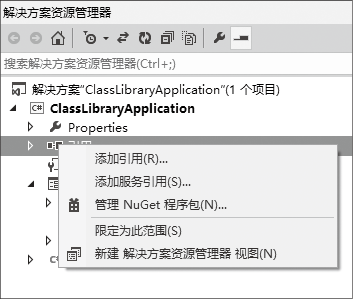 解决方案资源管理器
搜索解决方案资源管理器(Ctrl+;)
解决方案"ClassLibraryApplication"(1 个项目)
C# ClassLibraryApplication
Properties
引用
添加引用(R)...
添加服务引用(S)...
管理 NuGet 程序包(N)...
限定为此范围(S)
新建 解决方案资源管理器 视图(N)